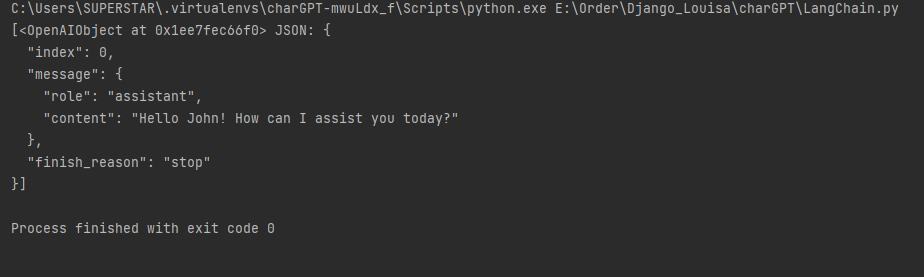 C:\Users\SUPERSTAR\.virtualenvs\charGPT-mwuLdx_f\Scripts\python.exe E:\Order\Django_Louisa\charGPT\LangChain.py
[<OpenAIObject at 0x1ee7fec66f0> JSON: {
  "index": 0,
  "message": {
    "role": "assistant",
    "content": "Hello John! How can I assist you today?"
  },
  "finish_reason": "stop"
}]
Process finished with exit code 0